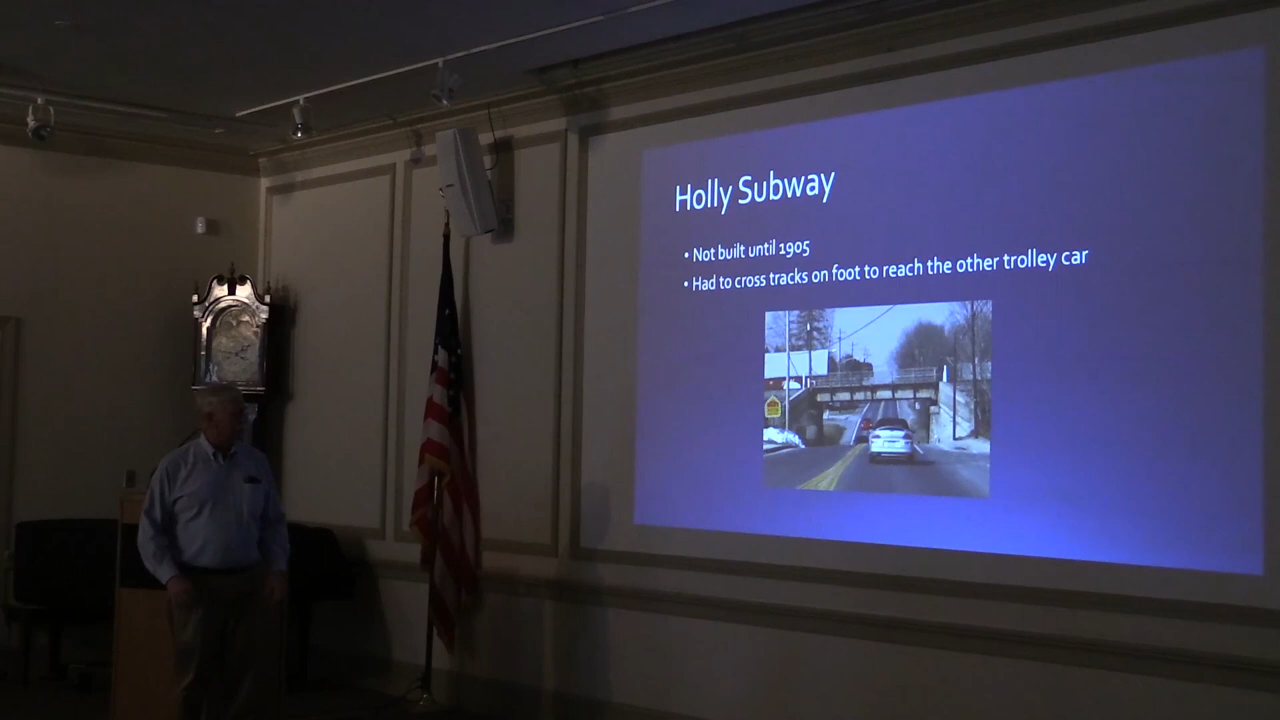 Holly Subway
• Not built until 1905
• Had to cross tracks on foot to reach the other trolley car